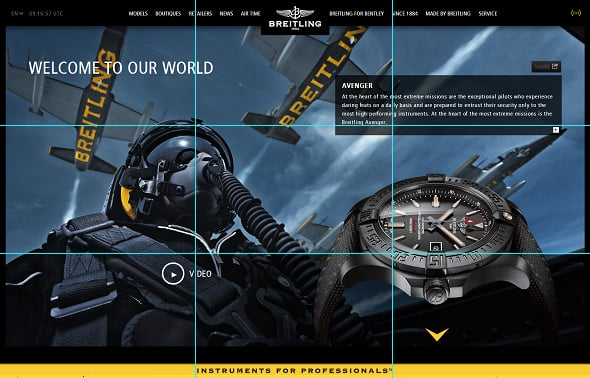 EN 09:16:57 UTC MODELS BOUTIQUES RETAILERS NEWS AIR TIME BREITLING 1884 BREITLING FOR BENTLEY SINCE 1884 MADE BY BREITLING SERVICE
BREITLING
BREITLING
WELCOME TO OUR WORLD
SHARE
AVENGER
At the heart of the most extreme missions are the exceptional pilots who experience
daring feats on a daily basis and are prepared to entrust their security only to the
most high-performing instruments. At the heart of the most extreme missions is the
Breitling Avenger.
VIDEO
INSTRUMENTS FOR PROFESSIONALS™